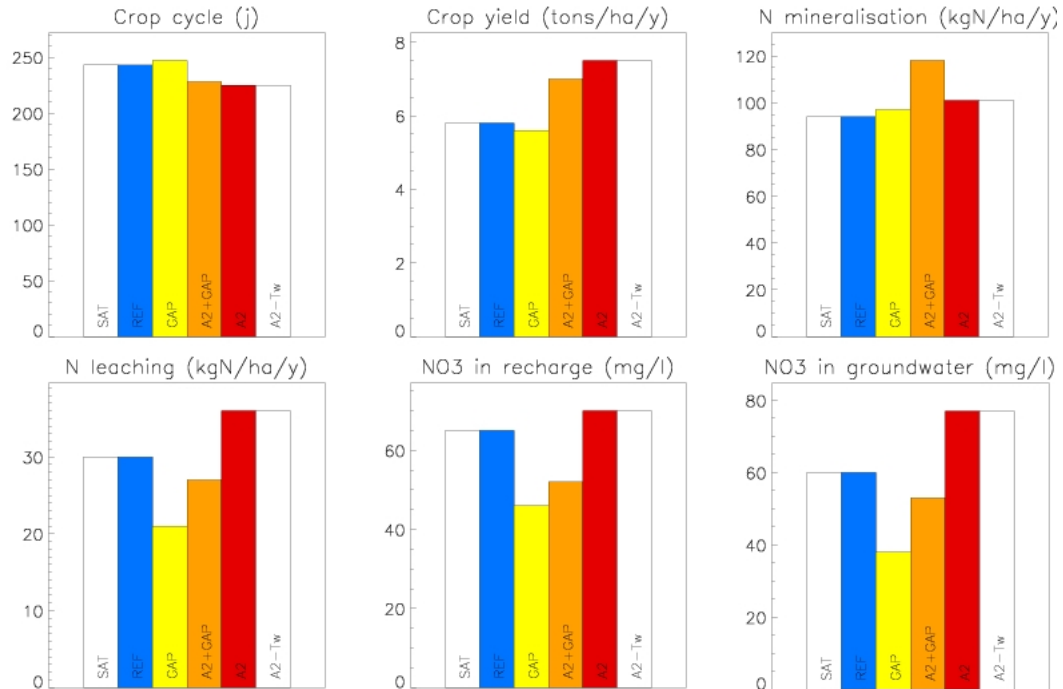 Crop cycle (j)
250
200
150
100
50
0
SAT
REF
GAP
A2+GAP
A2
A2-Tw
Crop yield (tons/ha/y)
8
6
4
2
0
SAT
REF
GAP
A2+GAP
A2
A2-Tw
N mineralisation (kgN/ha/y)
120
100
80
60
40
20
0
SAT
REF
GAP
A2+GAP
A2
A2-Tw
N leaching (kgN/ha/y)
30
20
10
0
SAT
REF
GAP
A2+GAP
A2
A2-Tw
NO3 in recharge (mg/l)
60
40
20
0
SAT
REF
GAP
A2+GAP
A2
A2-Tw
NO3 in groundwater (mg/l)
80
60
40
20
0
SAT
REF
GAP
A2+GAP
A2
A2-Tw